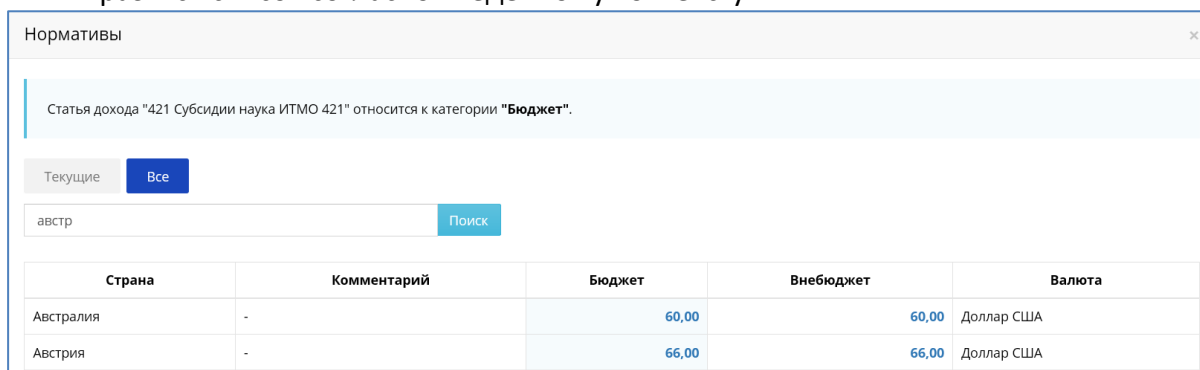 Нормативы ×
Статья дохода "421 Субсидии наука ИТМО 421" относится к категории "Бюджет".
Текущие Все
австр Поиск
Страна Комментарий Бюджет Внебюджет Валюта
Австралия - 60,00 60,00 Доллар США
Австрия - 66,00 66,00 Доллар США